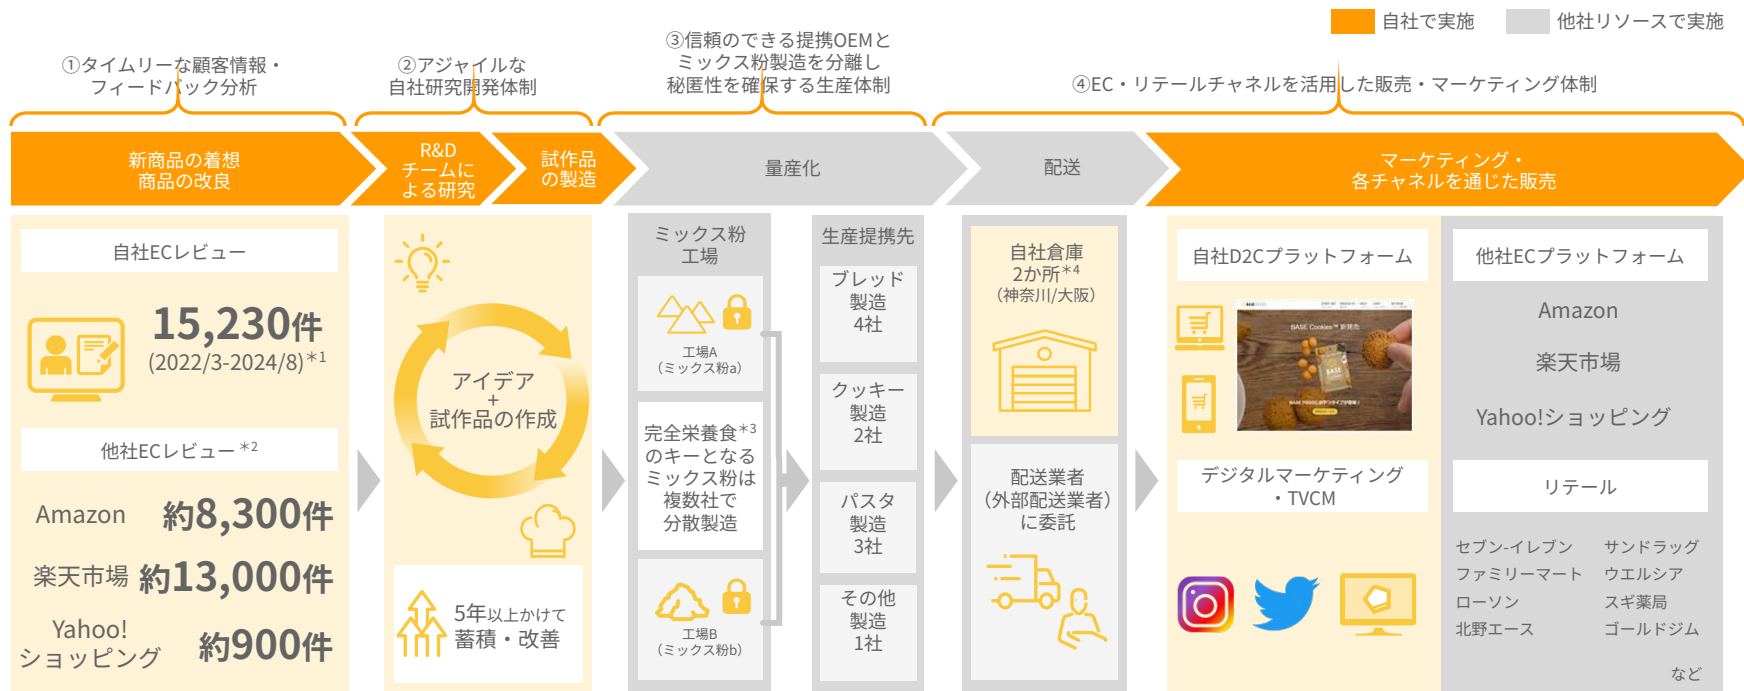 自社で実施
他社リソースで実施
①タイムリーな顧客情報・
フィードバック分析
②アジャイルな
自社研究開発体制
③信頼のできる提携OEMと
ミックス粉製造を分離し
秘匿性を確保する生産体制
④EC・リテールチャネルを活用した販売・マーケティング体制
新商品の着想
商品の改良
R&D
チームに
よる研究
試作品
の製造
量産化
配送
マーケティング・
各チャネルを通じた販売
自社ECレビュー
15,230件
(2022/3-2024/8)＊1
他社ECレビュー＊2
Amazon 約8,300件
楽天市場 約13,000件
Yahoo!
ショッピング 約900件
アイデア
+
試作品の作成
5年以上かけて
蓄積・改善
ミックス粉
工場
工場A
（ミックス粉a）
完全栄養食＊3
のキーとなる
ミックス粉は
複数社で
分散製造
工場B
（ミックス粉b）
生産提携先
ブレッド
製造
4社
クッキー
製造
2社
パスタ
製造
3社
その他
製造
1社
自社倉庫
2か所＊4
（神奈川/大阪）
配送業者
（外部配送業者）
に委託
自社D2Cプラットフォーム
BASE Cookies™ 新発売
BASE
デジタルマーケティング
・TVCM
他社ECプラットフォーム
Amazon
楽天市場
Yahoo!ショッピング
リテール
セブン-イレブン サンドラッグ
ファミリーマート ウエルシア
ローソン スギ薬局
北野エース ゴールドジム
など